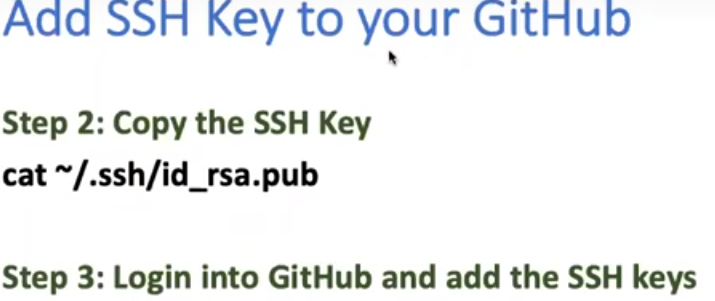 Add SSH Key to your GitHub
Step 2: Copy the SSH Key
cat ~/.ssh/id_rsa.pub
Step 3: Login into GitHub and add the SSH keys